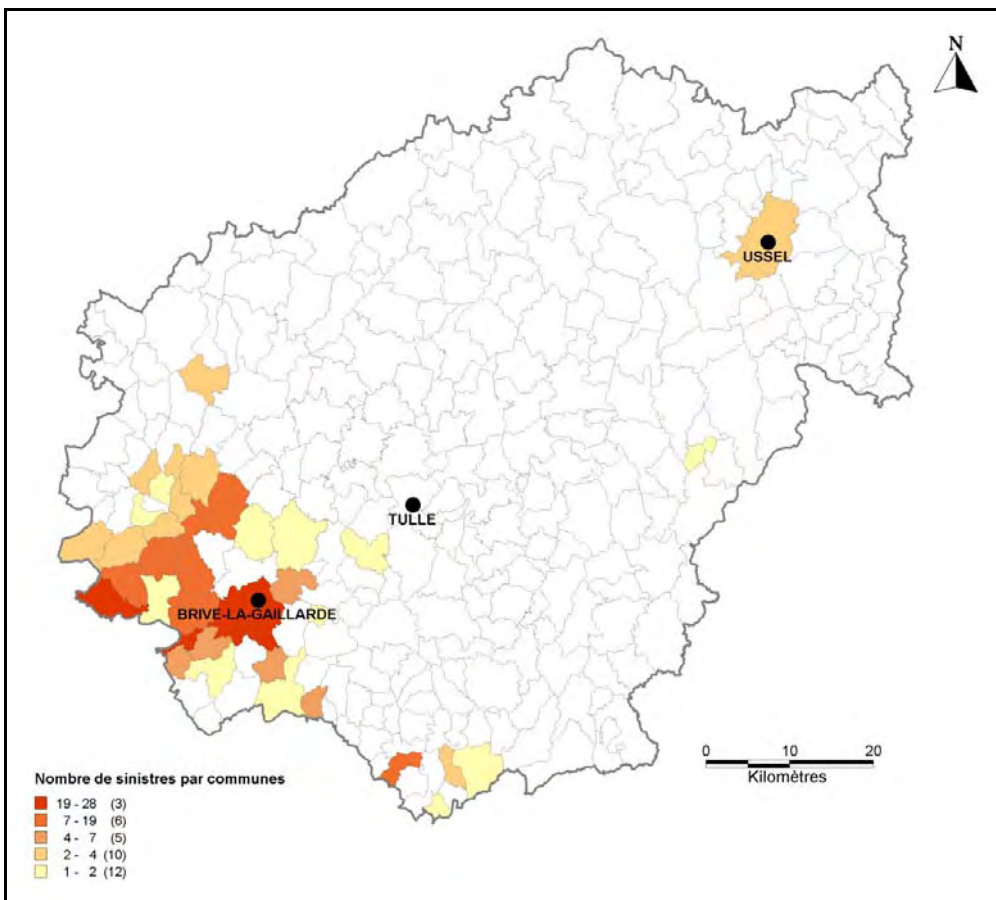 N
USSEL
TULLE
BRIVE-LA-GAILLARDE
0 10 20
Kilomètres
Nombre de sinistres par communes
19 - 28 (3)
7 - 19 (6)
4 - 7 (5)
2 - 4 (10)
1 - 2 (12)